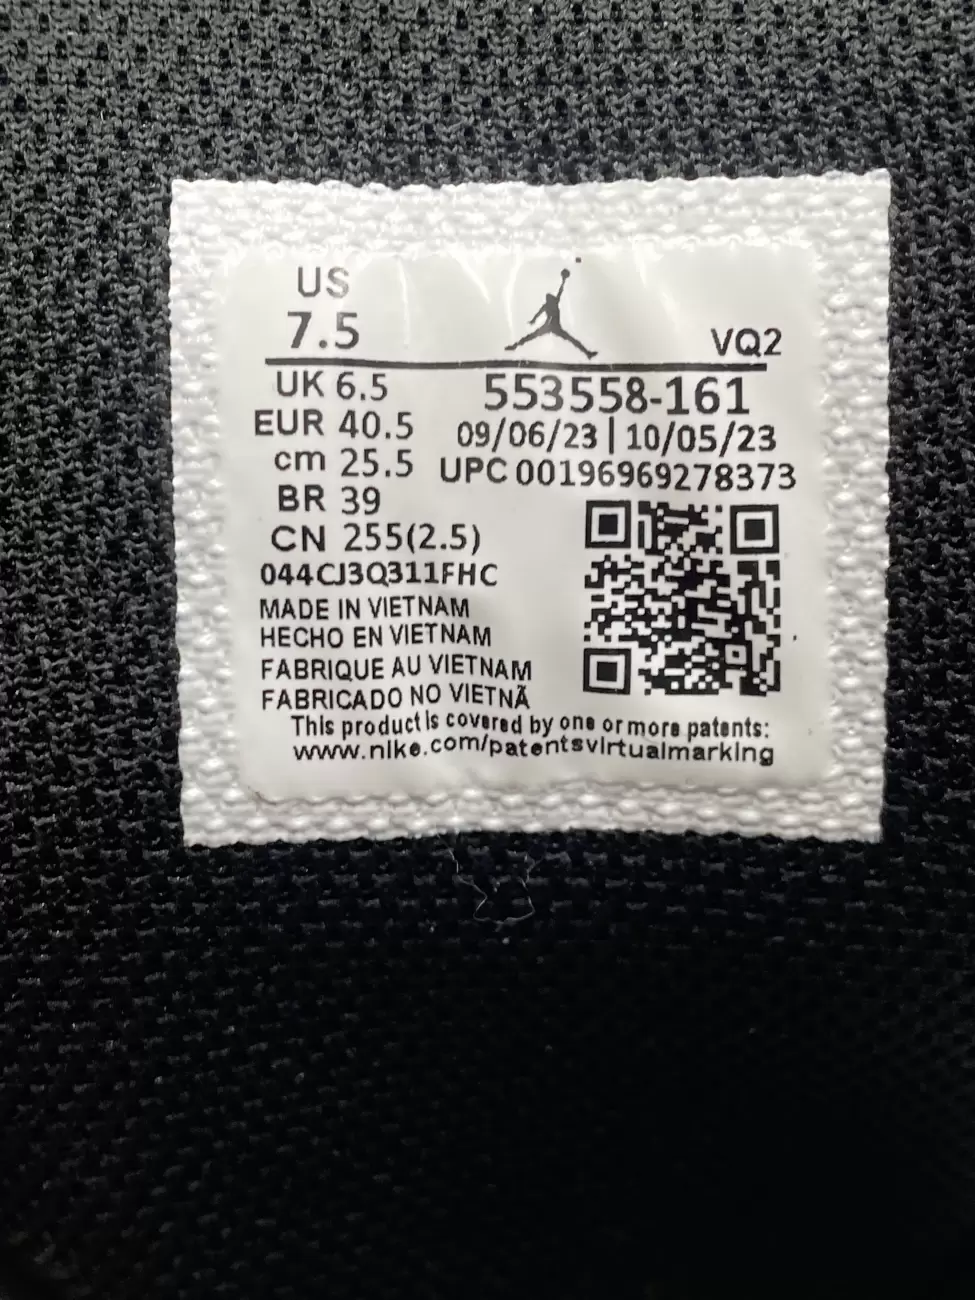 US
7.5
VQ2
UK 6.5
553558-161
EUR 40.5
09/06/23 | 10/05/23
cm 25.5
UPC 00196969278373
BR 39
CN 255(2.5)
044CJ3Q311FHC
MADE IN VIETNAM
HECHO EN VIETNAM
FABRIQUE AU VIETNAM
FABRICADO NO VIETNÃ
This product is covered by one or more patents:
www.nike.com/patentsvirtualmarking